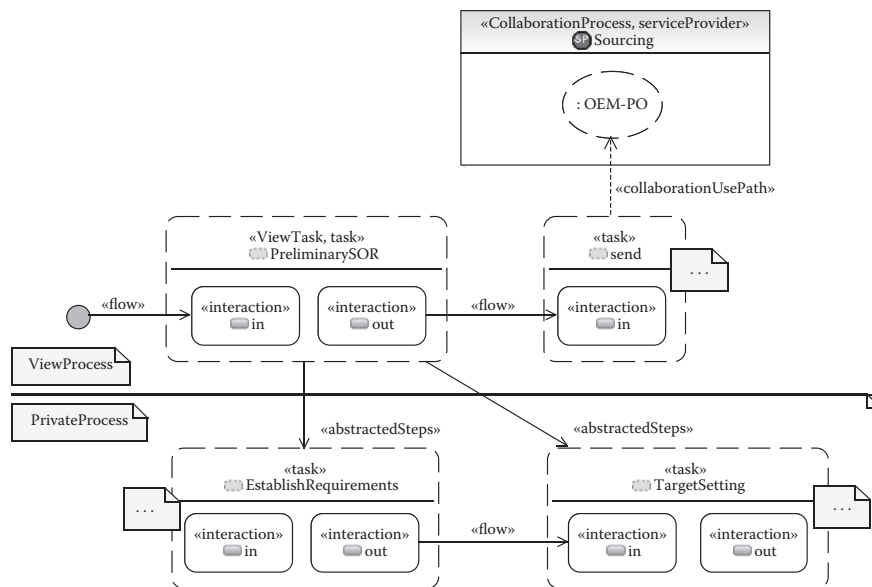 «CollaborationProcess, serviceProvider»
SP Sourcing
: OEM-PO
«collaborationUsePath»
«ViewTask, task»
PreliminarySOR
«task»
send
...
«flow»
«interaction»
in
«interaction»
out
«flow»
«interaction»
in
ViewProcess
PrivateProcess
«abstractedSteps»
«abstractedSteps»
«task»
EstablishRequirements
«task»
TargetSetting
...
...
«interaction»
in
«interaction»
out
«flow»
«interaction»
in
«interaction»
out